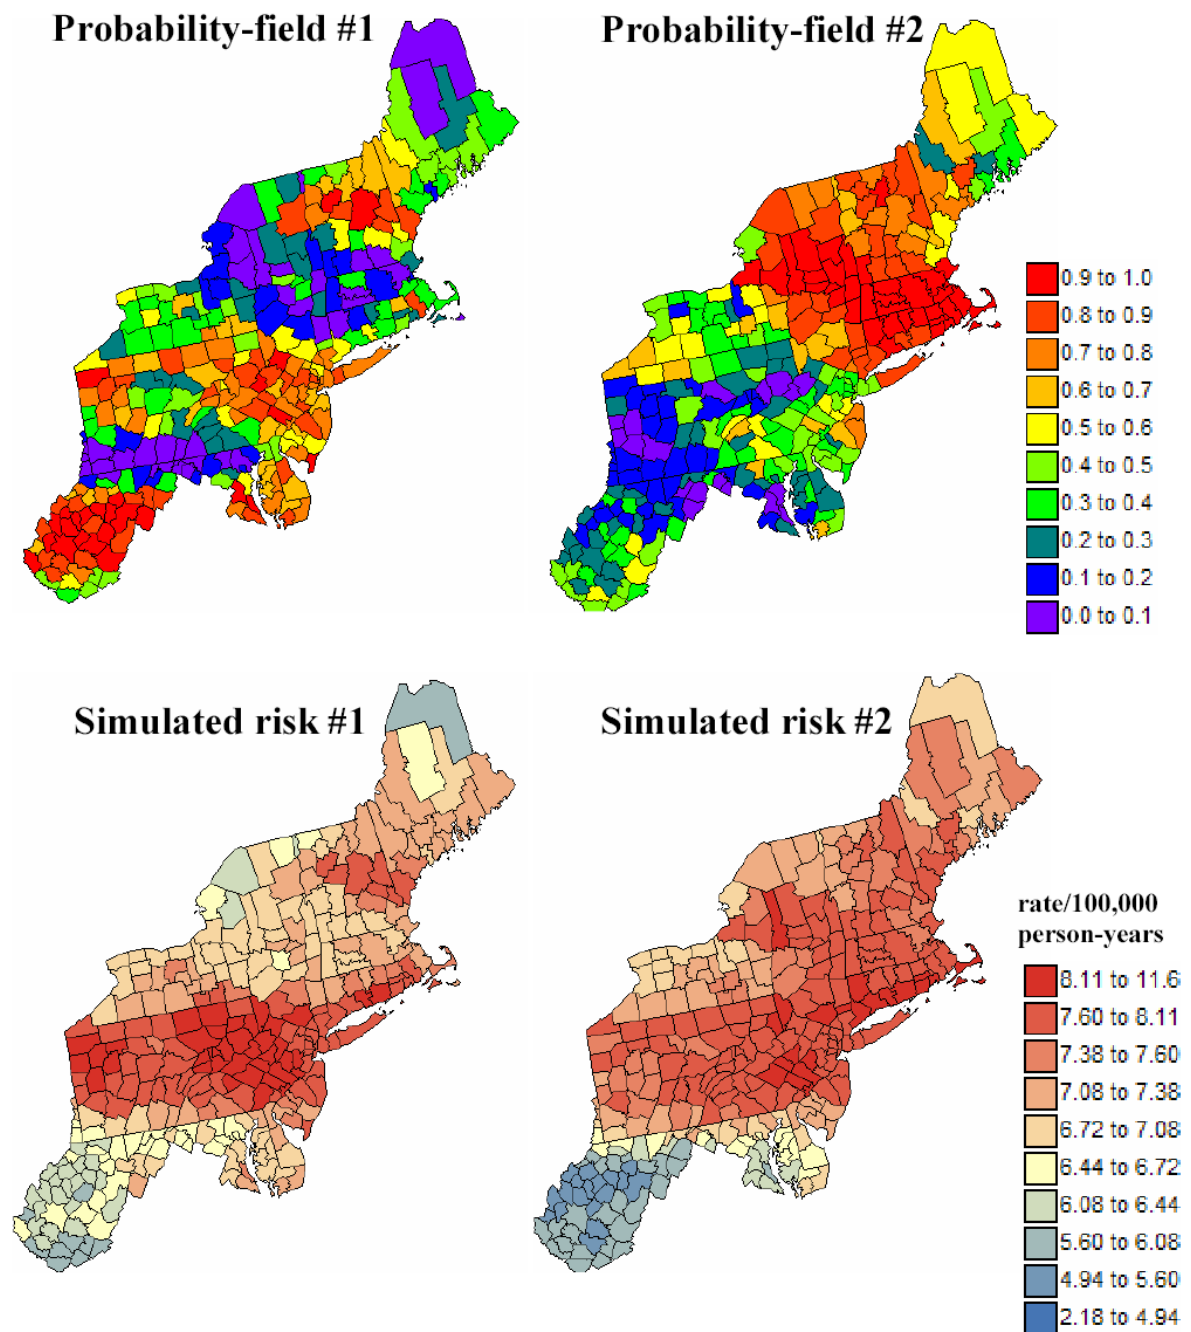 Probability-field #1
Probability-field #2
0.9 to 1.0
0.8 to 0.9
0.7 to 0.8
0.6 to 0.7
0.5 to 0.6
0.4 to 0.5
0.3 to 0.4
0.2 to 0.3
0.1 to 0.2
0.0 to 0.1
Simulated risk #1
Simulated risk #2
rate/100,000
person-years
8.11 to 11.6
7.60 to 8.11
7.38 to 7.60
7.08 to 7.38
6.72 to 7.08
6.44 to 6.72
6.08 to 6.44
5.60 to 6.08
4.94 to 5.60
2.18 to 4.94